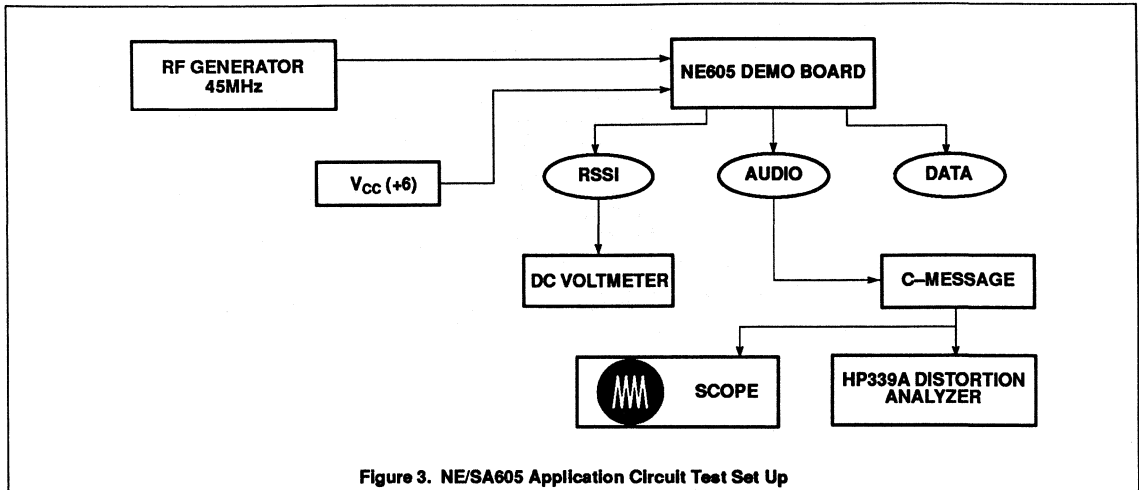 RF GENERATOR
45MHz
NE605 DEMO BOARD
VCC (+6)
RSSI
AUDIO
DATA
DC VOLTMETER
C–MESSAGE
SCOPE
HP339A DISTORTION
ANALYZER
Figure 3. NE/SA605 Application Circuit Test Set Up